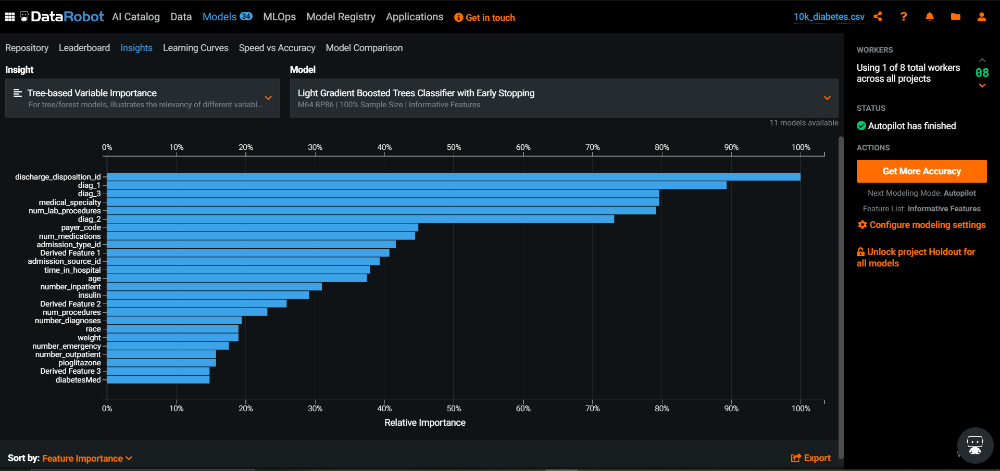 DataRobot AI Catalog Data Models 34 MLOps Model Registry Applications Get in touch 10k_diabetes.csv
Repository Leaderboard Insights Learning Curves Speed vs Accuracy Model Comparison
Insight
Tree-based Variable Importance
For tree/forest models, illustrates the relevancy of different variabl...
Model
Light Gradient Boosted Trees Classifier with Early Stopping
M64 BP86 | 100% Sample Size | Informative Features
11 models available
0% 10% 20% 30% 40% 50% 60% 70% 80% 90% 100%
discharge_disposition_id
diag_1
diag_3
medical_specialty
num_lab_procedures
diag_2
payer_code
num_medications
admission_type_id
Derived Feature 1
admission_source_id
time_in_hospital
age
number_inpatient
insulin
Derived Feature 2
num_procedures
number_diagnoses
race
weight
number_emergency
number_outpatient
pioglitazone
Derived Feature 3
diabetesMed
0% 10% 20% 30% 40% 50% 60% 70% 80% 90% 100%
Relative Importance
Sort by: Feature Importance
Export
WORKERS
Using 1 of 8 total workers
across all projects
08
STATUS
Autopilot has finished
ACTIONS
Get More Accuracy
Next Modeling Mode: Autopilot
Feature List: Informative Features
Configure modeling settings
Unlock project Holdout for
all models